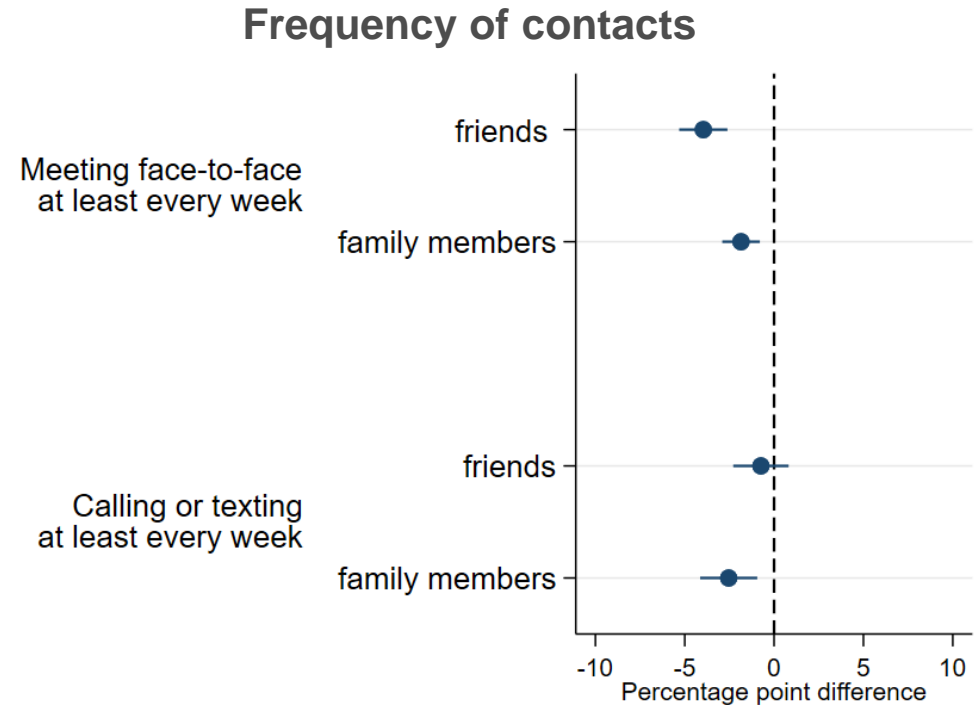 Frequency of contacts
Meeting face-to-face
at least every week
friends
family members
Calling or texting
at least every week
friends
family members
-10 -5 0 5 10
Percentage point difference